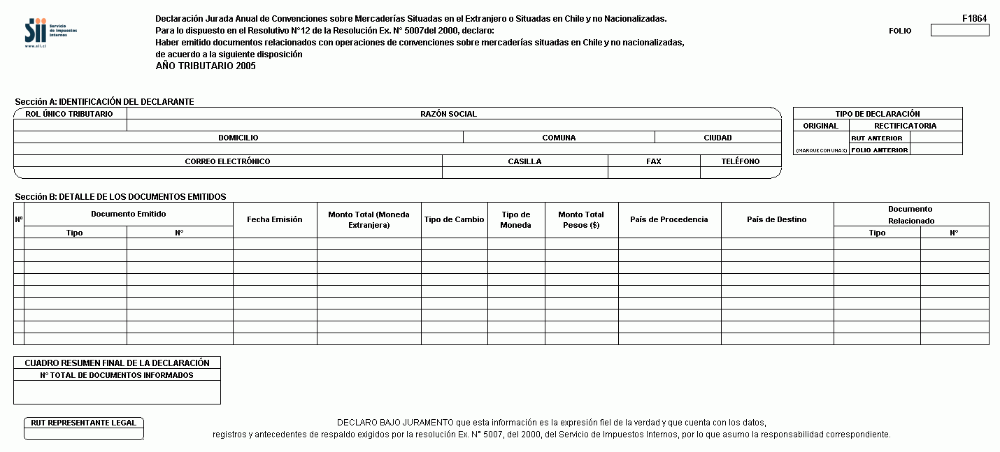 sii Servicio
de Impuestos
Internos
www.sii.cl
Declaración Jurada Anual de Convenciones sobre Mercaderías Situadas en el Extranjero o Situadas en Chile y no Nacionalizadas.
F1864
Para lo dispuesto en el Resolutivo N°12 de la Resolución Ex. N° 5007del 2000, declaro:
FOLIO
Haber emitido documentos relacionados con operaciones de convenciones sobre mercaderías situadas en Chile y no nacionalizadas,
de acuerdo a la siguiente disposición
AÑO TRIBUTARIO 2005
Sección A: IDENTIFICACIÓN DEL DECLARANTE
ROL ÚNICO TRIBUTARIO RAZÓN SOCIAL
DOMICILIO COMUNA CIUDAD
CORREO ELECTRÓNICO CASILLA FAX TELÉFONO
TIPO DE DECLARACIÓN
ORIGINAL RECTIFICATORIA
RUT ANTERIOR
(MARQUE CON UNA X) FOLIO ANTERIOR
Sección B: DETALLE DE LOS DOCUMENTOS EMITIDOS
N° Documento Emitido Fecha Emisión Monto Total (Moneda Extranjera) Tipo de Cambio Tipo de Moneda Monto Total Pesos ($) País de Procedencia País de Destino Documento Relacionado
Tipo N° Tipo N°
CUADRO RESUMEN FINAL DE LA DECLARACIÓN
N° TOTAL DE DOCUMENTOS INFORMADOS
RUT REPRESENTANTE LEGAL
DECLARO BAJO JURAMENTO que esta información es la expresión fiel de la verdad y que cuenta con los datos,
registros y antecedentes de respaldo exigidos por la resolución Ex. N° 5007, del 2000, del Servicio de Impuestos Internos, por lo que asumo la responsabilidad correspondiente.